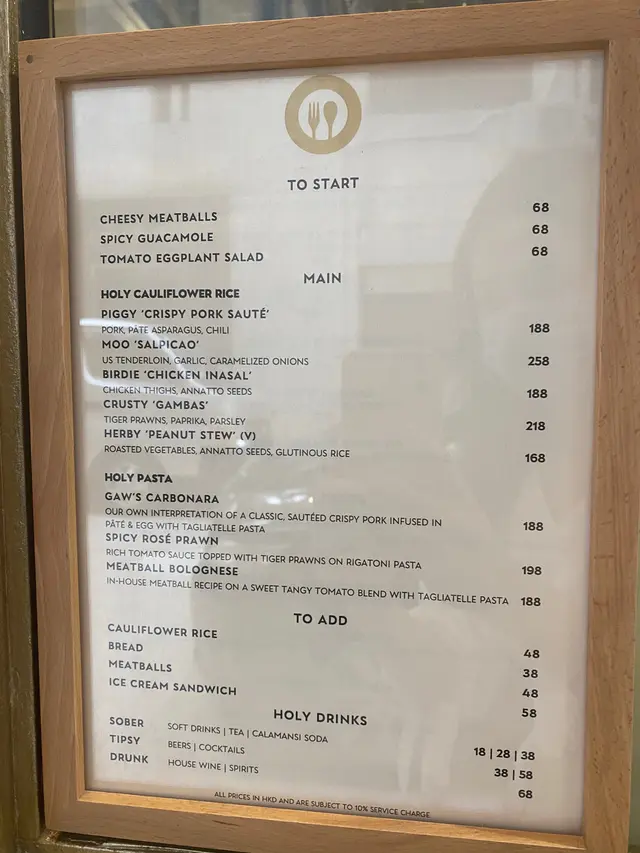 TO START
CHEESY MEATBALLS 68
SPICY GUACAMOLE 68
TOMATO EGGPLANT SALAD 68
MAIN
HOLY CAULIFLOWER RICE
PIGGY 'CRISPY PORK SAUTÉ'
PORK, PÂTE ASPARAGUS, CHILI 188
MOO 'SALPICAO'
US TENDERLOIN, GARLIC, CARAMELIZED ONIONS 258
BIRDIE 'CHICKEN INASAL'
CHICKEN THIGHS, ANNATTO SEEDS 188
CRUSTY 'GAMBAS'
TIGER PRAWNS, PAPRIKA, PARSLEY 218
HERBY 'PEANUT STEW' (V)
ROASTED VEGETABLES, ANNATTO SEEDS, GLUTINOUS RICE 168
HOLY PASTA
GAW'S CARBONARA
OUR OWN INTERPRETATION OF A CLASSIC, SAUTÉED CRISPY PORK INFUSED IN
PÂTÉ & EGG WITH TAGLIATELLE PASTA 188
SPICY ROSÉ PRAWN
RICH TOMATO SAUCE TOPPED WITH TIGER PRAWNS ON RIGATONI PASTA 198
MEATBALL BOLOGNESE
IN-HOUSE MEATBALL RECIPE ON A SWEET TANGY TOMATO BLEND WITH TAGLIATELLE PASTA 188
TO ADD
CAULIFLOWER RICE 48
BREAD 38
MEATBALLS 48
ICE CREAM SANDWICH 58
HOLY DRINKS
SOBER SOFT DRINKS | TEA | CALAMANSI SODA 18 | 28 | 38
TIPSY BEERS | COCKTAILS 38 | 58
DRUNK HOUSE WINE | SPIRITS 68
ALL PRICES IN HKD AND ARE SUBJECT TO 10% SERVICE CHARGE